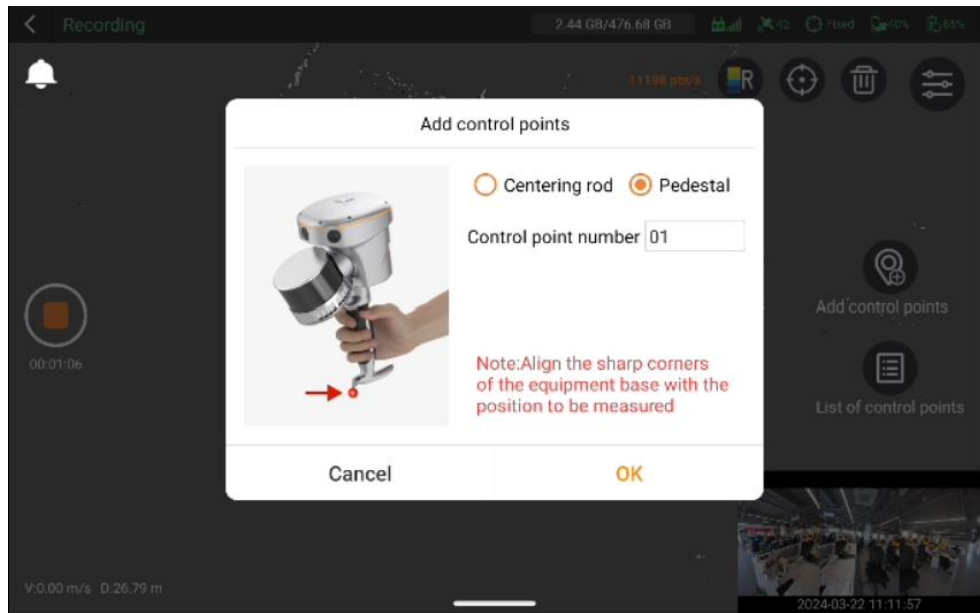 Recording
2.44 GB/476.68 GB
Fixed
65%
11198 pts/s
R
Add control points
Centering rod
Pedestal
Control point number 01
Note:Align the sharp corners
of the equipment base with the
position to be measured
Cancel
OK
00:01:06
Add control points
List of control points
V:0.00 m/s D:26.79 m
2024-03-22 11:11:57